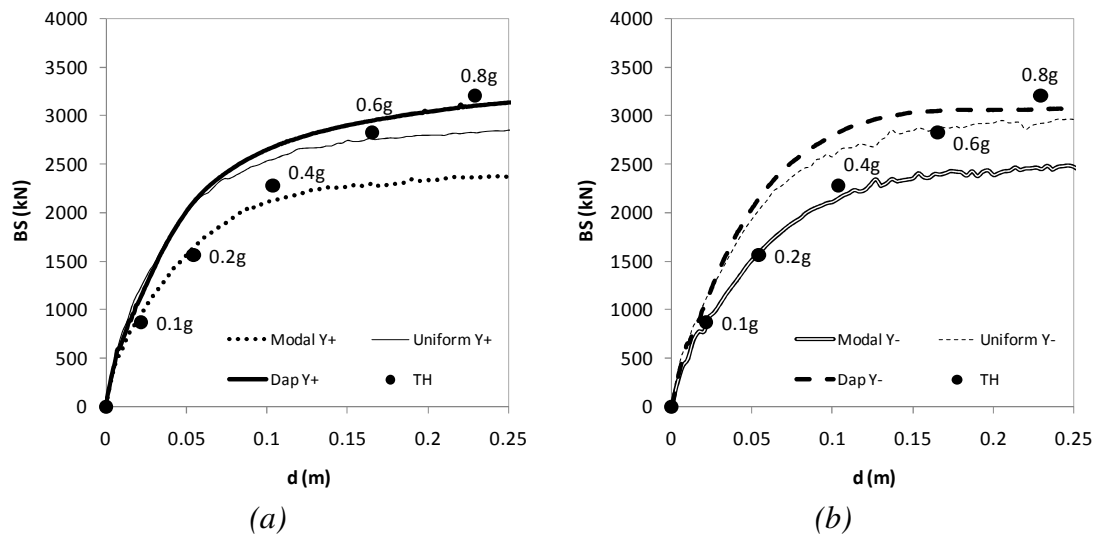 4000
3500
3000
2500
2000
1500
1000
500
0
BS (kN)
0.8g
0.6g
0.4g
0.2g
0.1g
Modal Y+
Uniform Y+
Dap Y+
TH
0 0.05 0.1 0.15 0.2 0.25
d (m)
(a)
4000
3500
3000
2500
2000
1500
1000
500
0
BS (kN)
0.8g
0.6g
0.4g
0.2g
0.1g
Modal Y-
Uniform Y-
Dap Y-
TH
0 0.05 0.1 0.15 0.2 0.25
d (m)
(b)